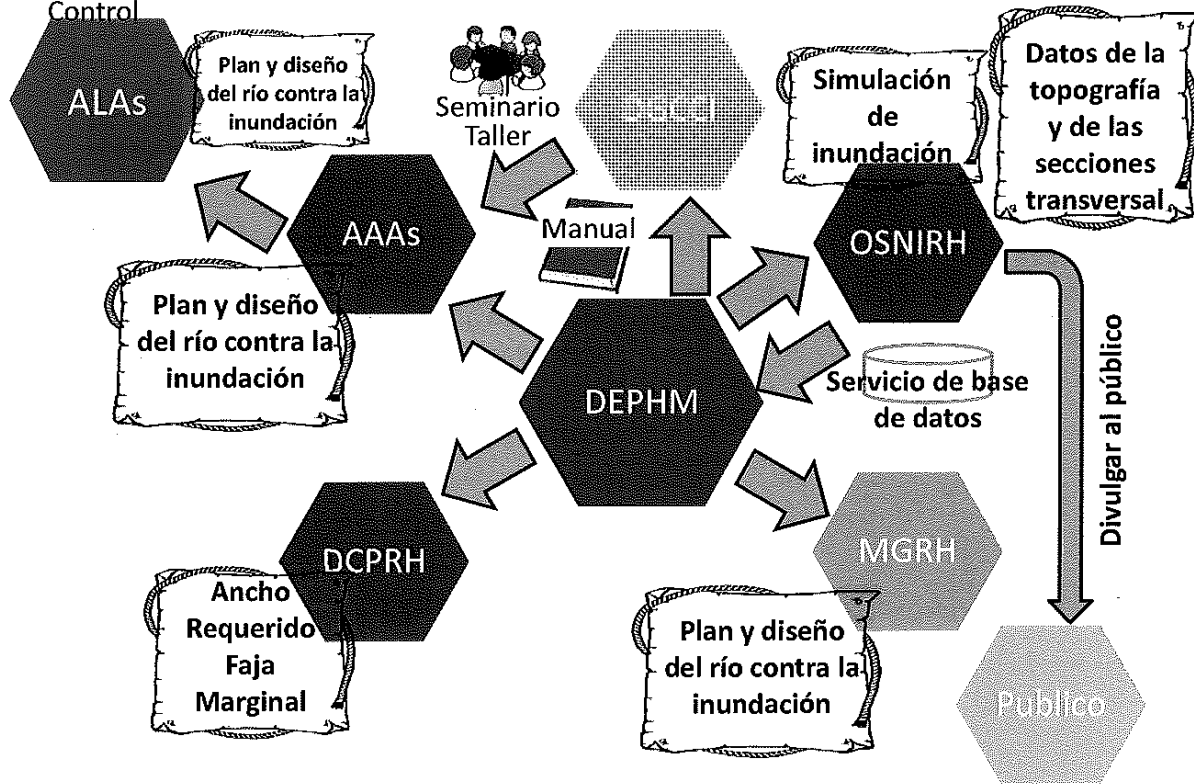 Control
ALAs
Plan y diseño
del río contra la
inundación
Seminario
Taller
Simulación
de
inundación
Datos de la
topografía
y de las
secciones
transversal
AAAs
Manual
OSNIRH
Plan y diseño
del río contra la
inundación
DEPHM
Servicio de base
de datos
Divulgar al público
DCPRH
Ancho
Requerido
Faja
Marginal
MGRH
Plan y diseño
del río contra la
inundación
Público